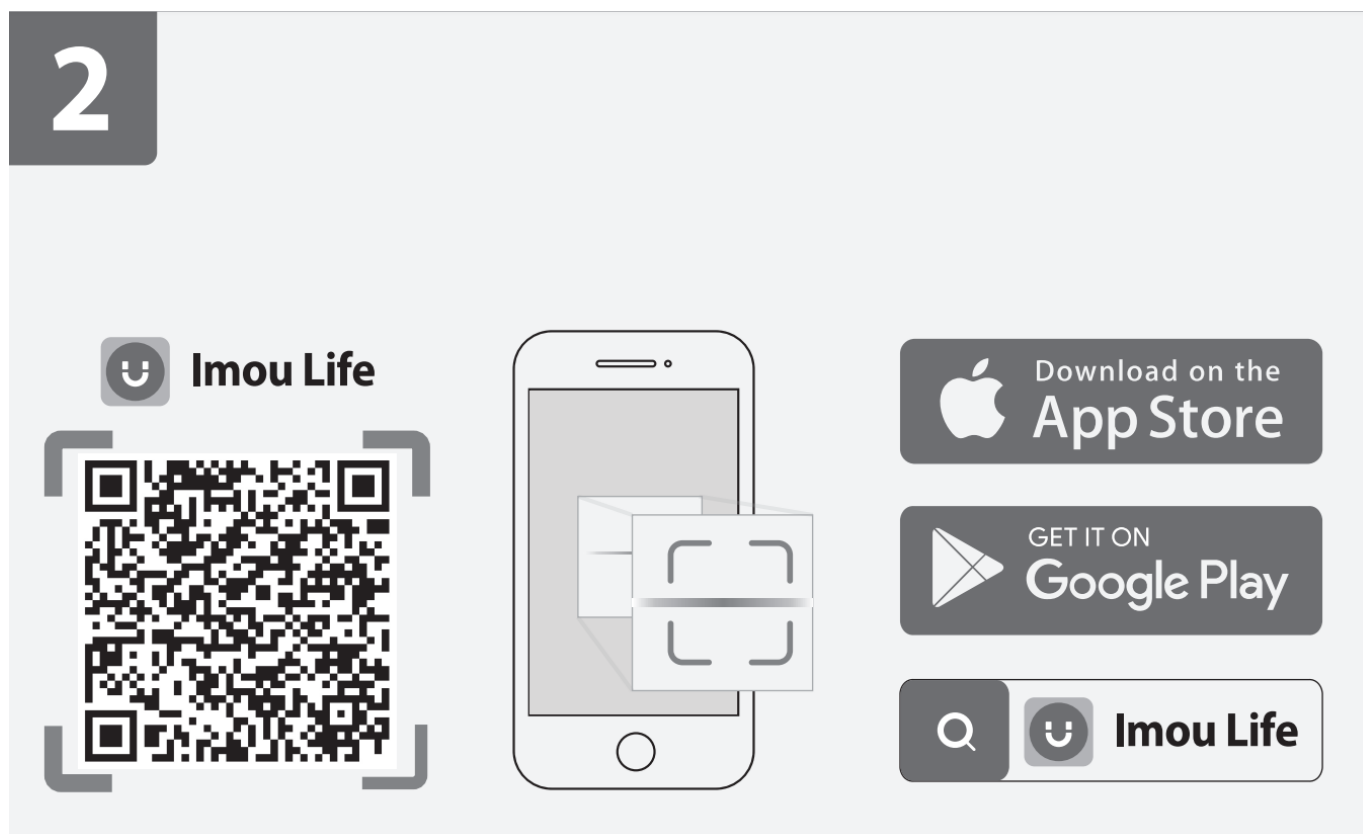 2
Imou Life
Download on the
App Store
GET IT ON
Google Play
Imou Life